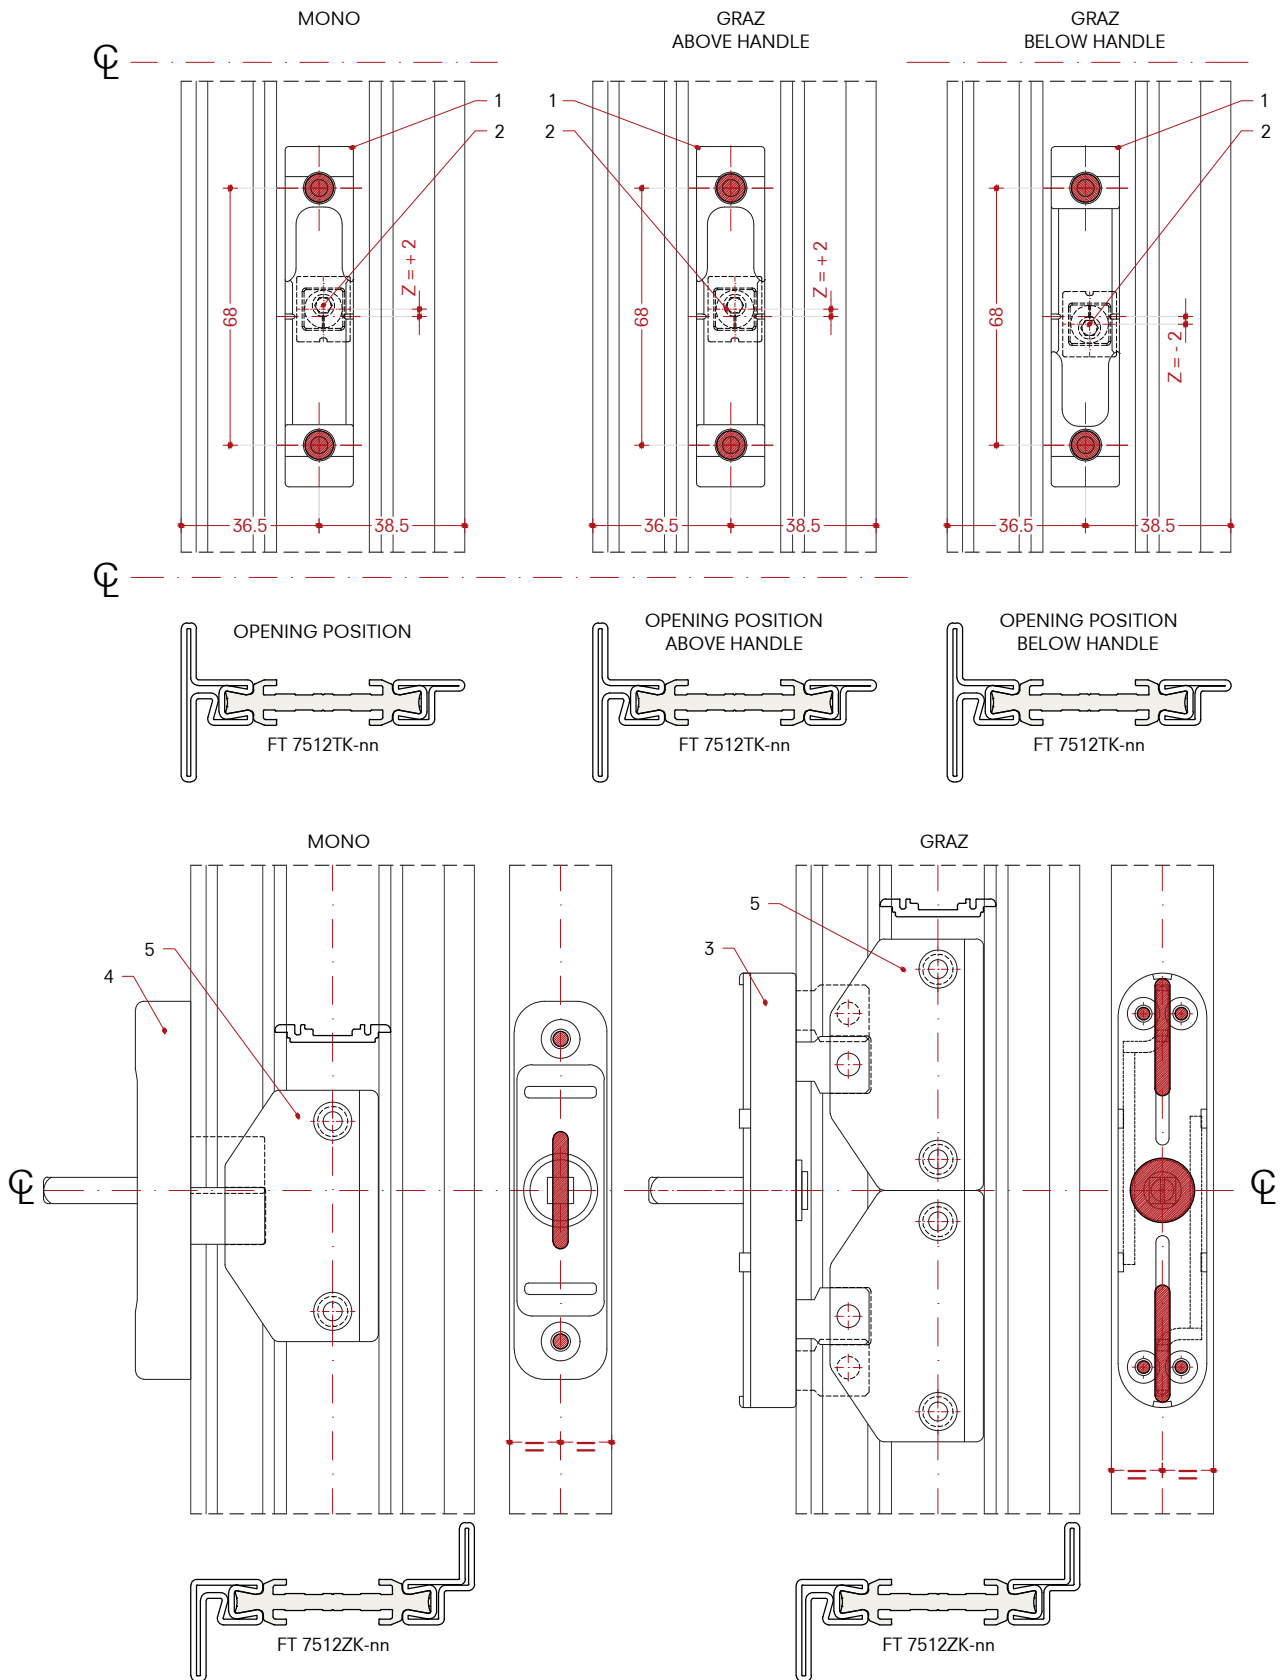 MONO
GRAZ
ABOVE HANDLE
GRAZ
BELOW HANDLE
℄
1
2
1
2
1
2
Z = + 2
Z = + 2
Z = - 2
68
68
68
36.5
38.5
36.5
38.5
36.5
38.5
℄
OPENING POSITION
OPENING POSITION
ABOVE HANDLE
OPENING POSITION
BELOW HANDLE
FT 7512TK-nn
FT 7512TK-nn
FT 7512TK-nn
MONO
GRAZ
5
4
5
3
℄
℄
=
=
=
=
FT 7512ZK-nn
FT 7512ZK-nn